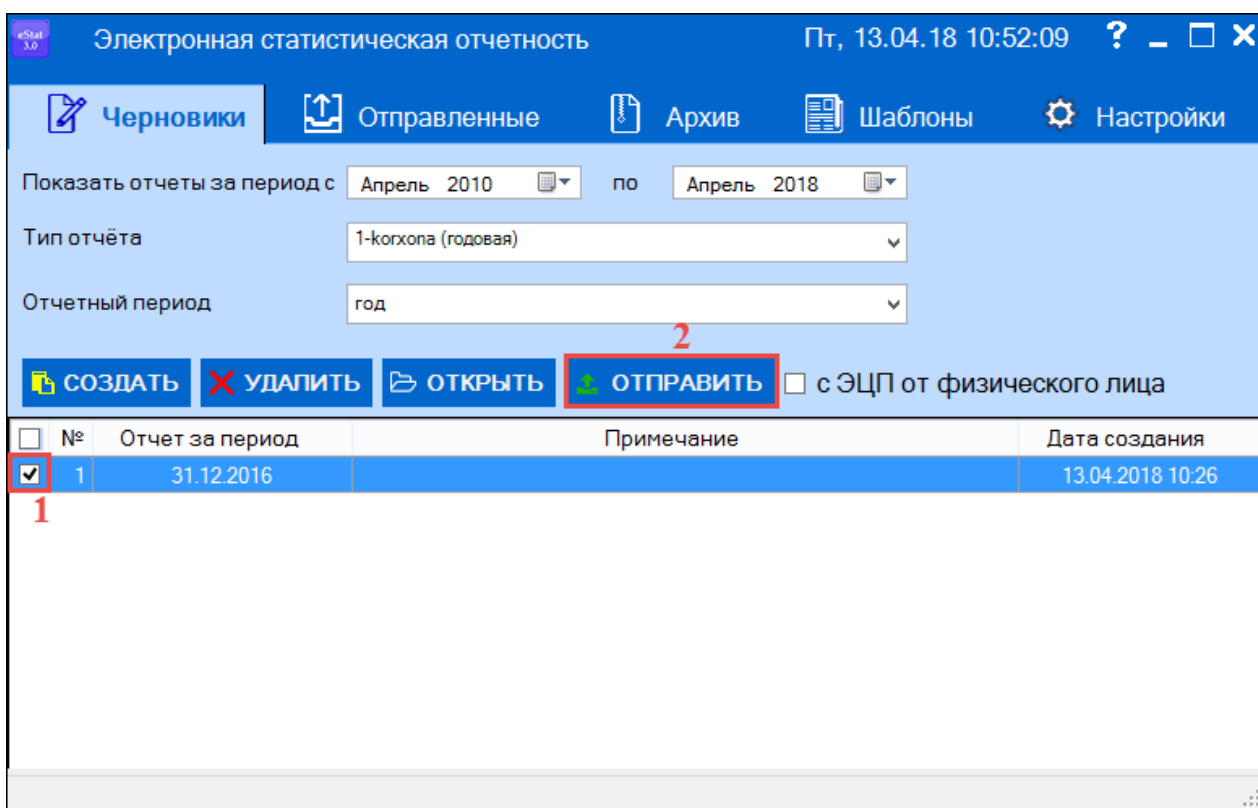 eStat
3.0
Электронная статистическая отчетность
Пт, 13.04.18 10:52:09
?
Черновики
Отправленные
Архив
Шаблоны
Настройки
Показать отчеты за период с
Апрель 2010
по
Апрель 2018
Тип отчёта
1-korxona (годовая)
Отчетный период
год
2
СОЗДАТЬ
УДАЛИТЬ
ОТКРЫТЬ
ОТПРАВИТЬ
с ЭЦП от физического лица
№ Отчет за период Примечание Дата создания
1 31.12.2016 13.04.2018 10:26
1